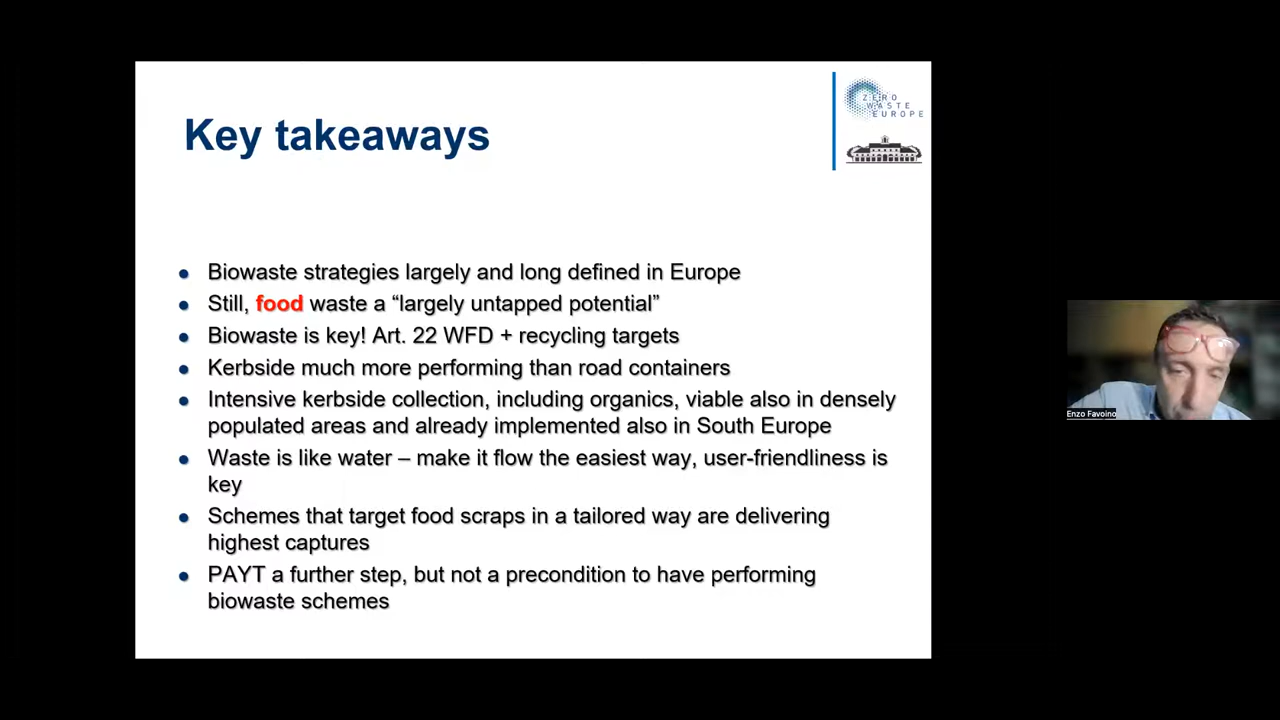 ZERO
WASTE
EUROPE
Key takeaways
Biowaste strategies largely and long defined in Europe
Still, food waste a “largely untapped potential”
Biowaste is key! Art. 22 WFD + recycling targets
Kerbside much more performing than road containers
Intensive kerbside collection, including organics, viable also in densely
populated areas and already implemented also in South Europe
Waste is like water – make it flow the easiest way, user-friendliness is
key
Schemes that target food scraps in a tailored way are delivering
highest captures
PAYT a further step, but not a precondition to have performing
biowaste schemes
Enzo Favoino